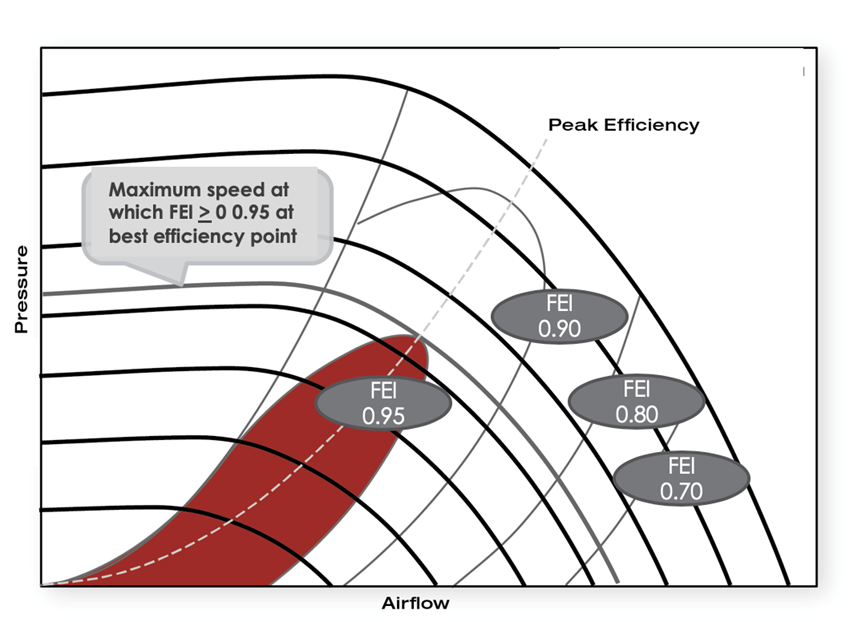 Peak Efficiency
Maximum speed at
which FEI ≥ 0 0.95 at
best efficiency point
Pressure
FEI
0.90
FEI
0.95
FEI
0.80
FEI
0.70
Airflow